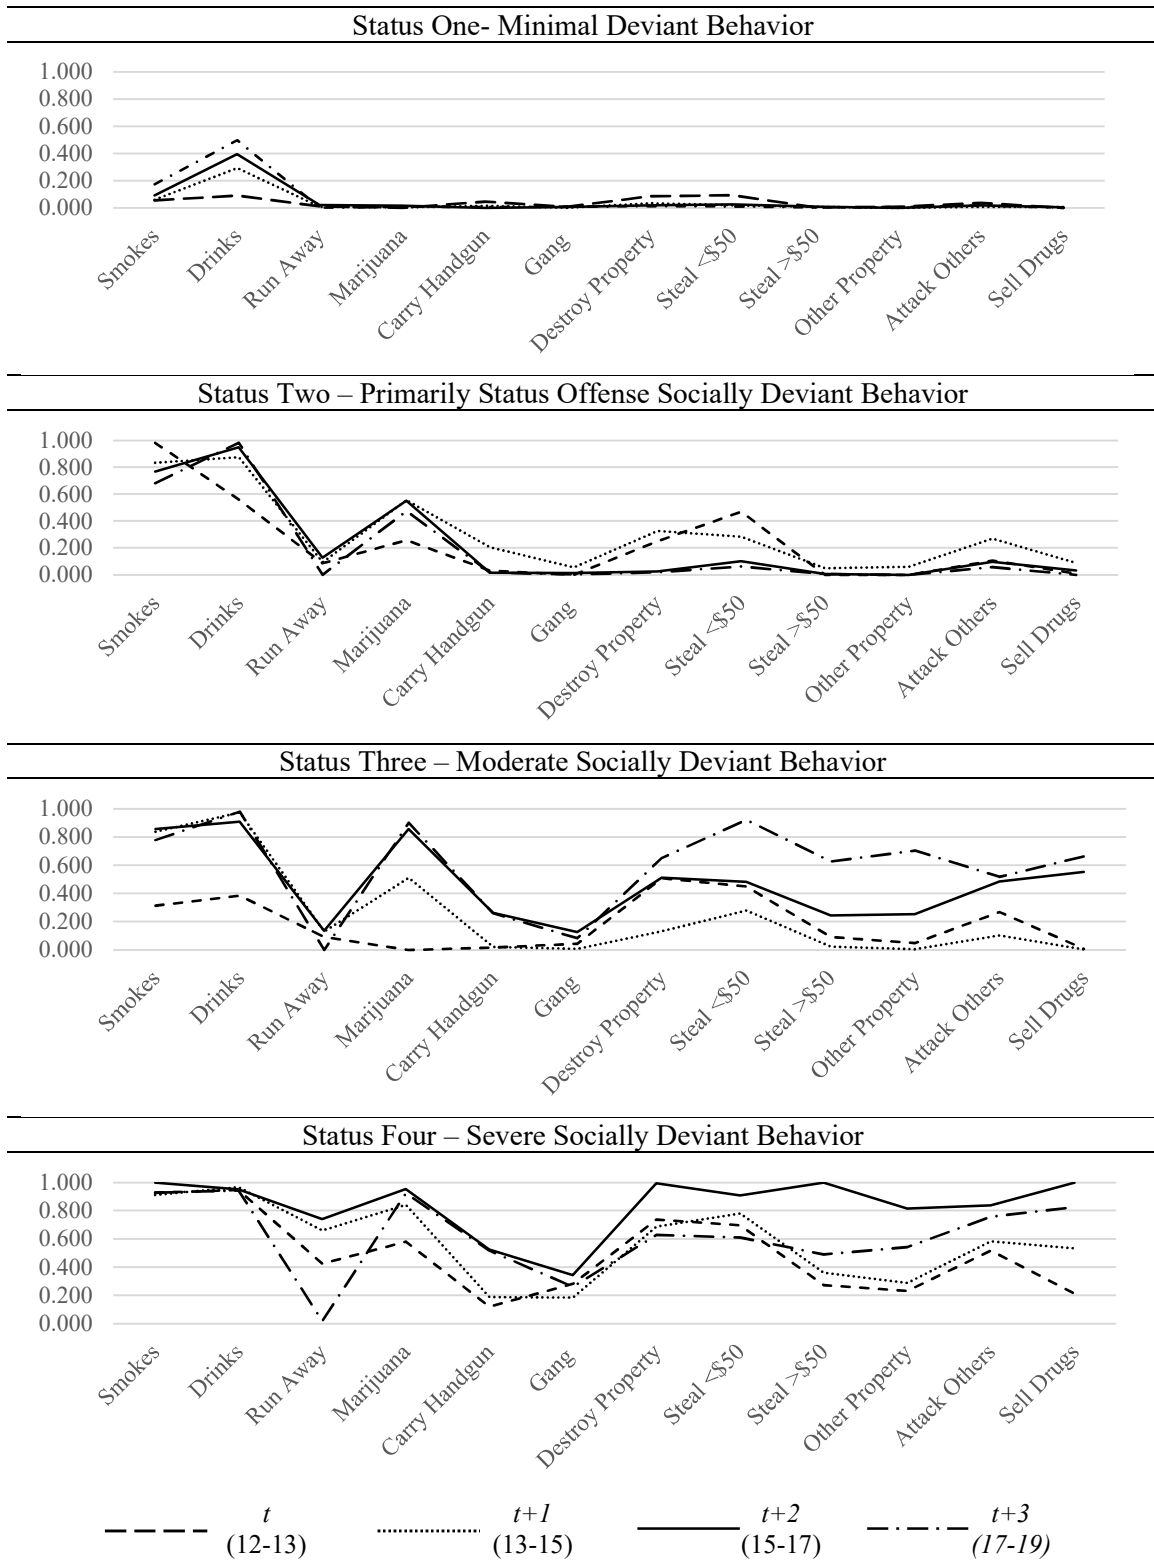 Status One- Minimal Deviant Behavior
1.000
0.800
0.600
0.400
0.200
0.000
Smokes
Drinks
Run Away
Marijuana
Carry Handgun
Gang
Destroy Property
Steal <$50
Steal >$50
Other Property
Attack Others
Sell Drugs
Status Two – Primarily Status Offense Socially Deviant Behavior
1.000
0.800
0.600
0.400
0.200
0.000
Smokes
Drinks
Run Away
Marijuana
Carry Handgun
Gang
Destroy Property
Steal <$50
Steal >$50
Other Property
Attack Others
Sell Drugs
Status Three – Moderate Socially Deviant Behavior
1.000
0.800
0.600
0.400
0.200
0.000
Smokes
Drinks
Run Away
Marijuana
Carry Handgun
Gang
Destroy Property
Steal <$50
Steal >$50
Other Property
Attack Others
Sell Drugs
Status Four – Severe Socially Deviant Behavior
1.000
0.800
0.600
0.400
0.200
0.000
Smokes
Drinks
Run Away
Marijuana
Carry Handgun
Gang
Destroy Property
Steal <$50
Steal >$50
Other Property
Attack Others
Sell Drugs
t
(12-13)
t+1
(13-15)
t+2
(15-17)
t+3
(17-19)